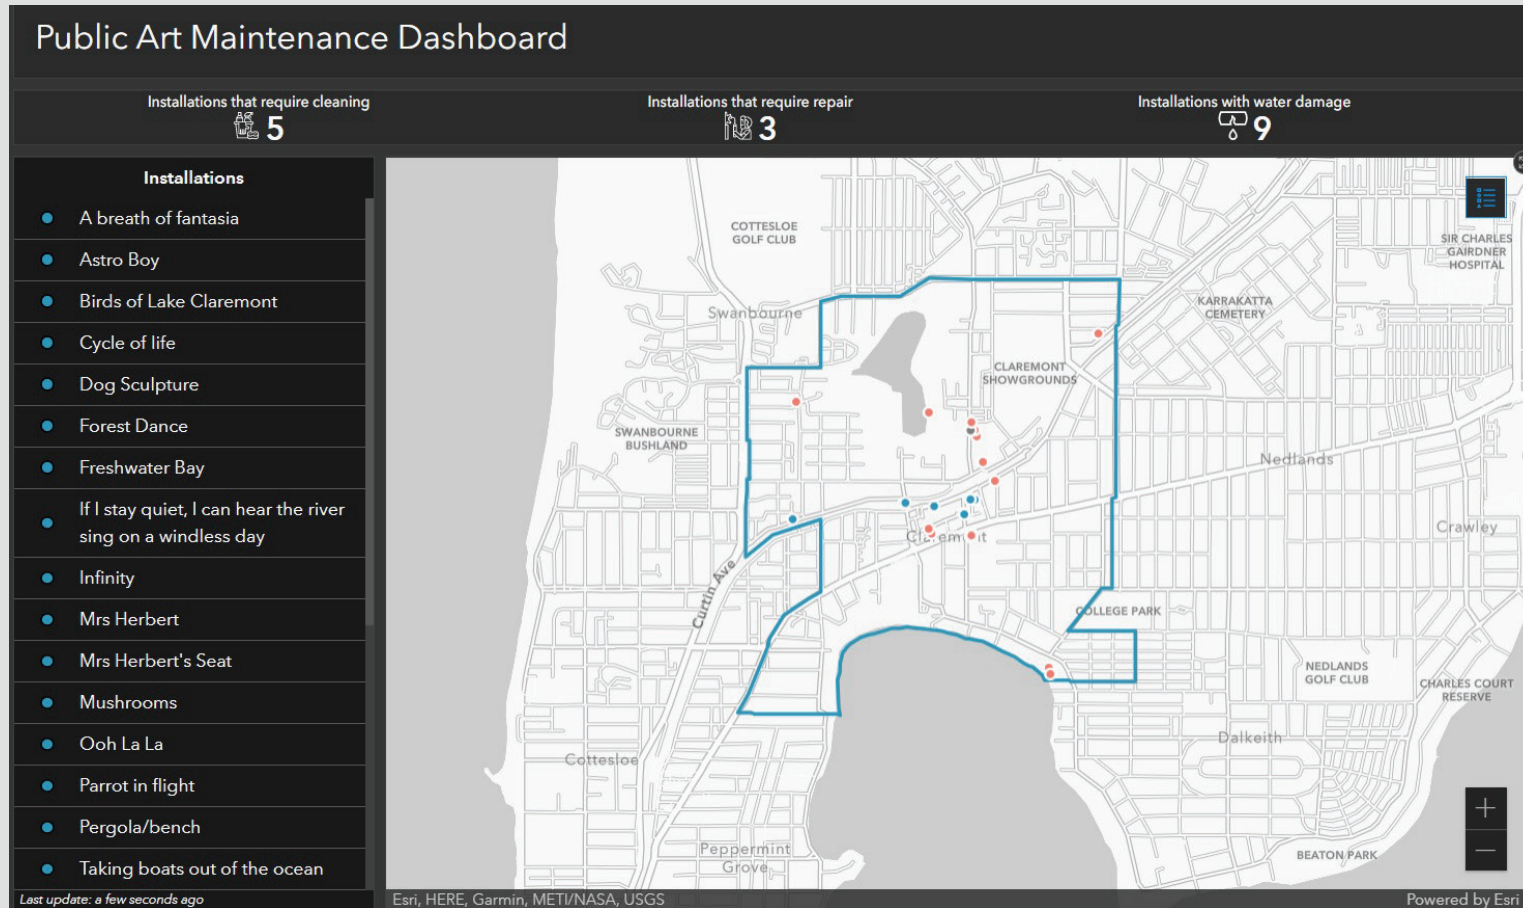 Public Art Maintenance Dashboard
Installations that require cleaning
5
Installations that require repair
3
Installations with water damage
9
Installations
A breath of fantasia
Astro Boy
Birds of Lake Claremont
Cycle of life
Dog Sculpture
Forest Dance
Freshwater Bay
If I stay quiet, I can hear the river
sing on a windless day
Infinity
Mrs Herbert
Mrs Herbert's Seat
Mushrooms
Ooh La La
Parrot in flight
Pergola/bench
Taking boats out of the ocean
Last update: a few seconds ago
COTTESLOE
GOLF CLUB
SIR CHARLES
GAIRDNER
HOSPITAL
KARRAKATTA
CEMETERY
Swanbourne
CLAREMONT
SHOWGROUNDS
SWANBOURNE
BUSHLAND
Nedlands
Crawley
Claremont
Curtin Ave
COLLEGE PARK
NEDLANDS
GOLF CLUB
CHARLES COURT
RESERVE
Dalkeith
Cottesloe
Peppermint
Grove
BEATON PARK
Esri, HERE, Garmin, METI/NASA, USGS
Powered by Esri